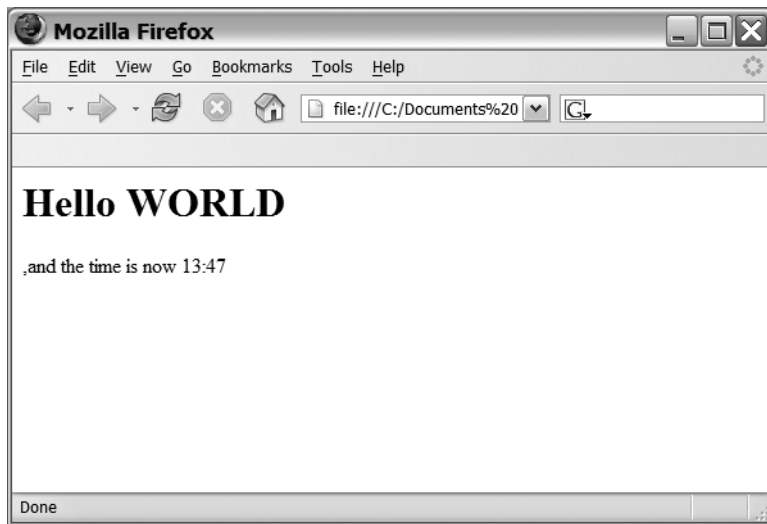 Mozilla Firefox
File Edit View Go Bookmarks Tools Help
file:///C:/Documents%20 G
Hello WORLD
,and the time is now 13:47
Done